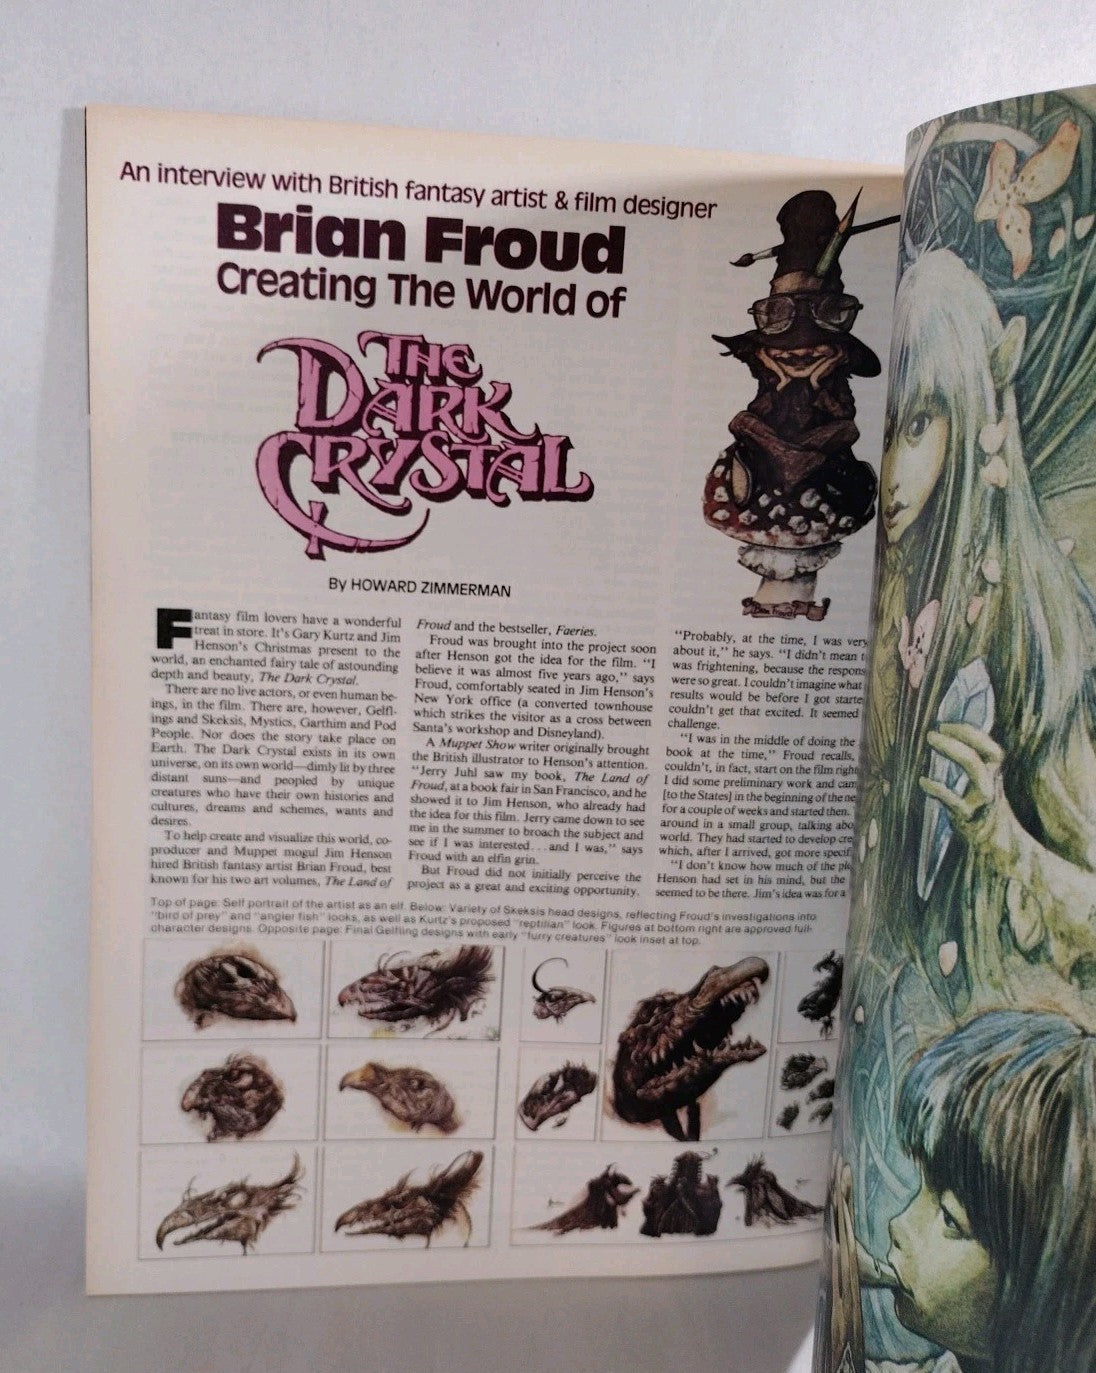 An interview with British fantasy artist & film designer
Brian Froud
Creating The World of
THE
DARK
CRYSTAL
By HOWARD ZIMMERMAN
Fantasy film lovers have a wonderful
treat in store. It's Gary Kurtz and Jim
Henson's Christmas present to the
world, an enchanted fairy tale of astounding
depth and beauty, The Dark Crystal.
There are no live actors, or even human be-
ings, in the film. There are, however, Gelfl-
ings and Skeksis, Mystics, Garthim and Pod
People. Nor does the story take place on
Earth. The Dark Crystal exists in its own
universe, on its own world—dimly lit by three
distant suns—and peopled by unique
creatures who have their own histories and
cultures, dreams and schemes, wants and
desires.
To help create and visualize this world, co-
producer and Muppet mogul Jim Henson
hired British fantasy artist Brian Froud, best
known for his two art volumes, The Land of
Froud and the bestseller, Faeries.
Froud was brought into the project soon
after Henson got the idea for the film. "I
believe it was almost five years ago," says
Froud, comfortably seated in Jim Henson's
New York office (a converted townhouse
which strikes the visitor as a cross between
Santa's workshop and Disneyland).
A Muppet Show writer originally brought
the British illustrator to Henson's attention.
"Jerry Juhl saw my book, The Land of
Froud, at a book fair in San Francisco, and he
showed it to Jim Henson, who already had
the idea for this film. Jerry came down to see
me in the summer to broach the subject and
see if I was interested...and I was," says
Froud with an elfin grin.
But Froud did not initially perceive the
project as a great and exciting opportunity.
"Probably, at the time, I was very
about it," he says. "I didn't mean
was frightening, because the
were so great. I couldn't imagine what
results would be before I got
couldn't get that excited. It seemed
challenge.
"I was in the middle of doing the
book at the time," Froud recalls,
couldn't, in fact, start on the film
I did some preliminary work and
[to the States] in the beginning of the
for a couple of weeks and started then.
around in a small group, talking
world. They had started to develop
which, after I arrived, got more
"I don't know how much of the
Henson had set in his mind, but the
seemed to be there. Jim's idea was for a
Top of page: Self portrait of the artist as an elf. Below: Variety of Skeksis head designs, reflecting Froud's investigations into
"bird of prey" and "angler fish" looks, as well as Kurtz's proposed "reptilian" look. Figures at bottom right are approved full-
character designs. Opposite page: Final Gelfling designs with early "furry creatures" look inset at top.